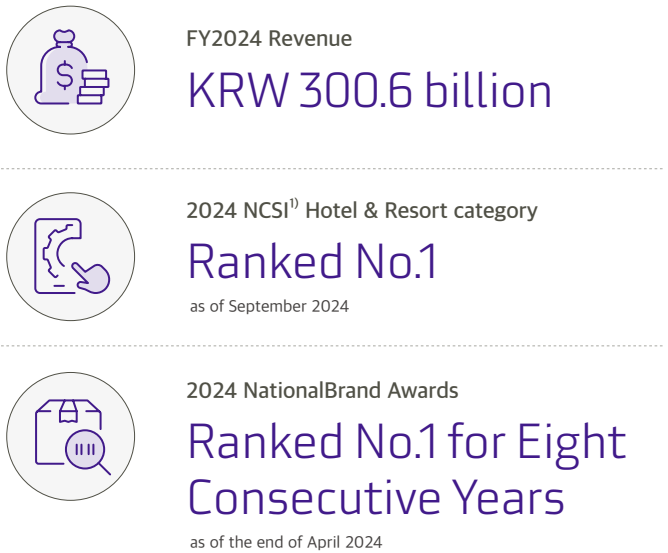 FY2024 Revenue
KRW 300.6 billion
2024 NCSI1) Hotel & Resort category
Ranked No.1
as of September 2024
2024 NationalBrand Awards
Ranked No.1 for Eight
Consecutive Years
as of the end of April 2024
$